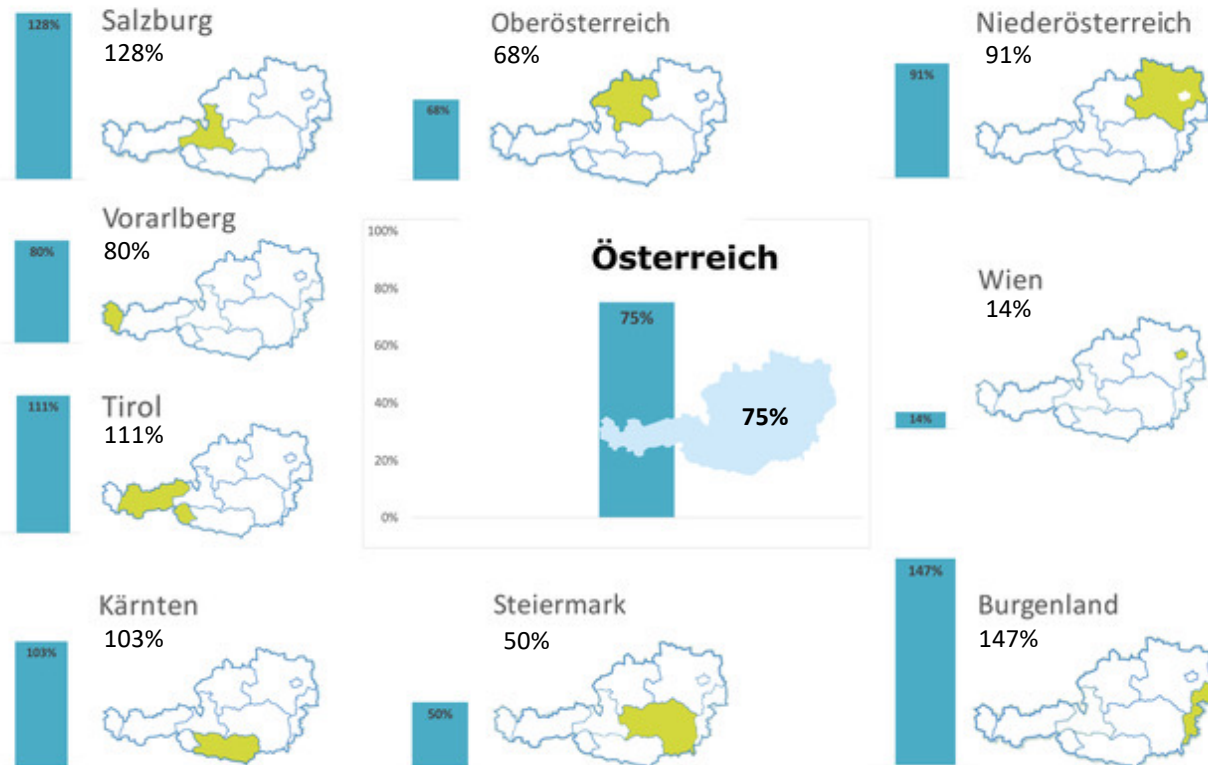 128%
Salzburg
128%
68%
Oberösterreich
68%
91%
Niederösterreich
91%
80%
Vorarlberg
80%
100%
80%
60%
40%
20%
0%
Österreich
75%
75%
Wien
14%
14%
111%
Tirol
111%
103%
Kärnten
103%
50%
Steiermark
50%
147%
Burgenland
147%